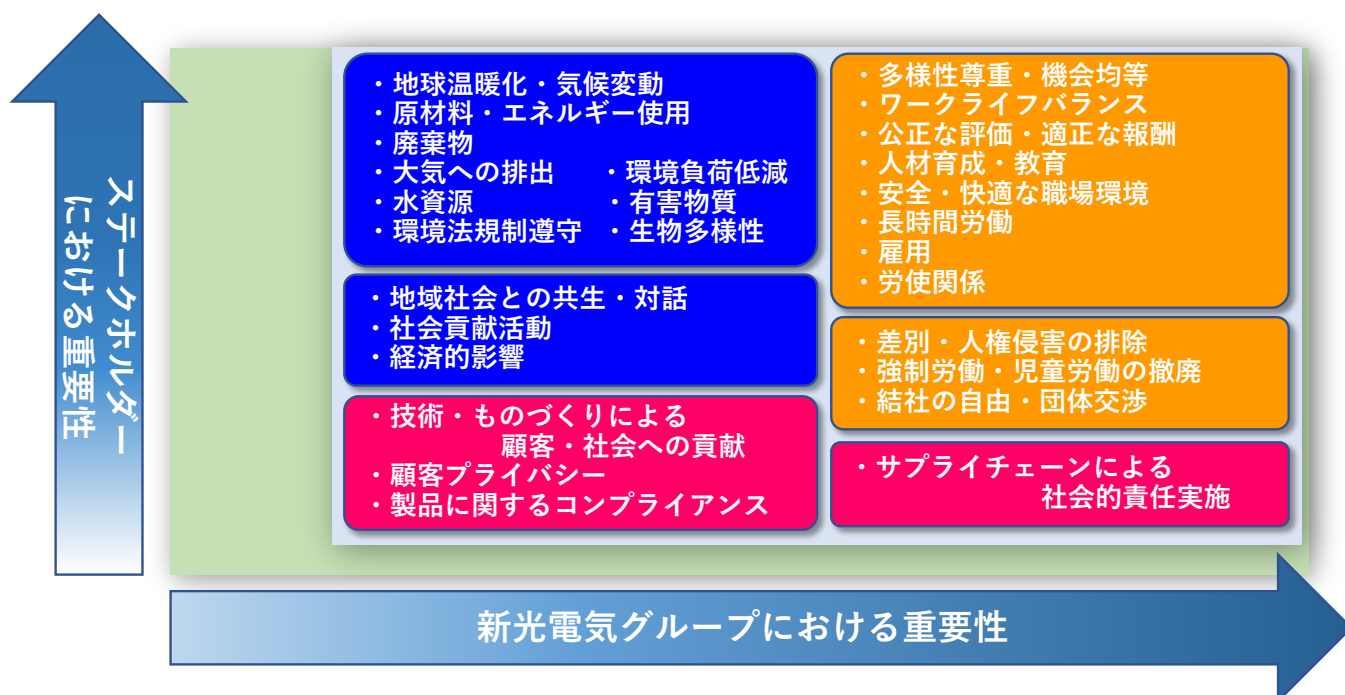 ステークホルダー
における重要性
・地球温暖化・気候変動
・原材料・エネルギー使用
・廃棄物
・大気への排出　・環境負荷低減
・水資源　・有害物質
・環境法規制遵守　・生物多様性
・地域社会との共生・対話
・社会貢献活動
・経済的影響
・技術・ものづくりによる
顧客・社会への貢献
・顧客プライバシー
・製品に関するコンプライアンス
・多様性尊重・機会均等
・ワークライフバランス
・公正な評価・適正な報酬
・人材育成・教育
・安全・快適な職場環境
・長時間労働
・雇用
・労使関係
・差別・人権侵害の排除
・強制労働・児童労働の撤廃
・結社の自由・団体交渉
・サプライチェーンによる
社会的責任実施
新光電気グループにおける重要性